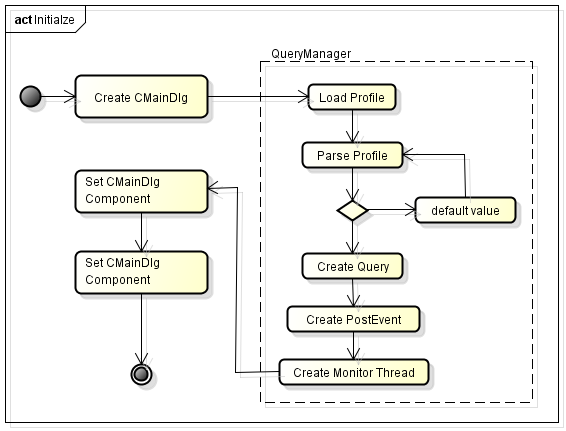 act Initialze
QueryManager
Create CMainDlg
Load Profile
Parse Profile
Set CMainDlg
Component
default value
Set CMainDlg
Component
Create Query
Create PostEvent
Create Monitor Thread